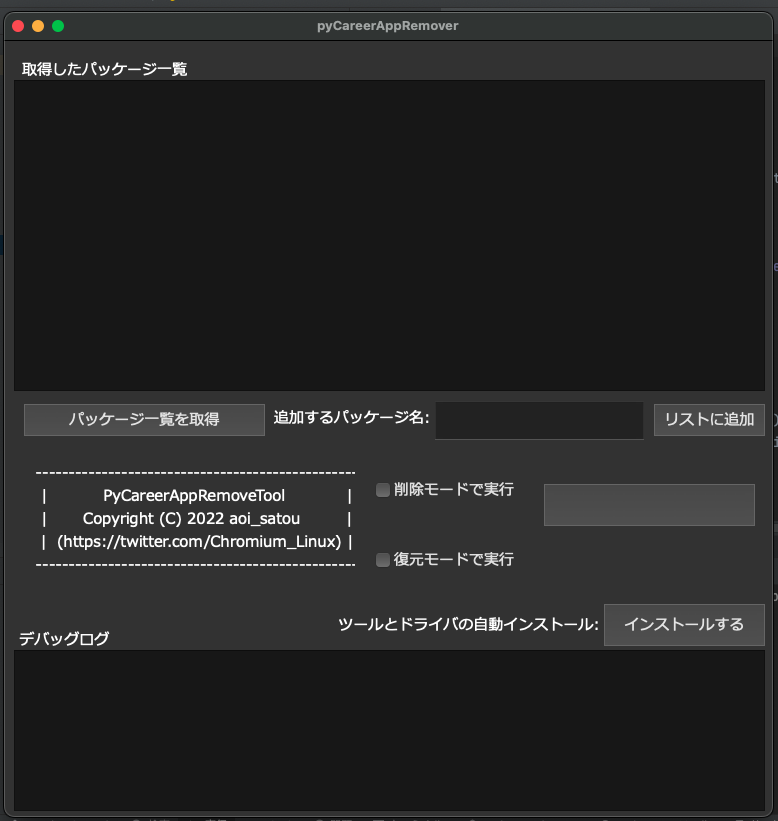 pyCareerAppRemover
取得したパッケージ一覧
パッケージ一覧を取得 追加するパッケージ名: リストに追加
-------------------------------------------------
| PyCareerAppRemoveTool |
| Copyright (C) 2022 aoi_satou |
| (https://twitter.com/Chromium_Linux) |
-------------------------------------------------
削除モードで実行
復元モードで実行
ツールとドライバの自動インストール: インストールする
デバッグログ